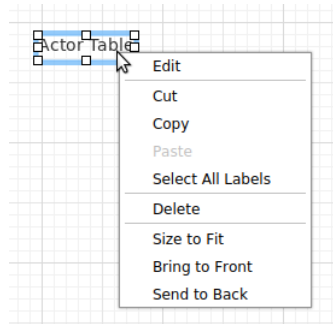 Actor Table
Edit
Cut
Copy
Paste
Select All Labels
Delete
Size to Fit
Bring to Front
Send to Back